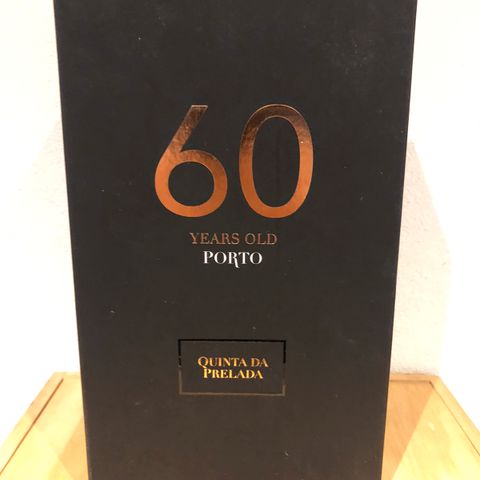 60
YEARS OLD
PORTO
QUINTA DA
PRELADA